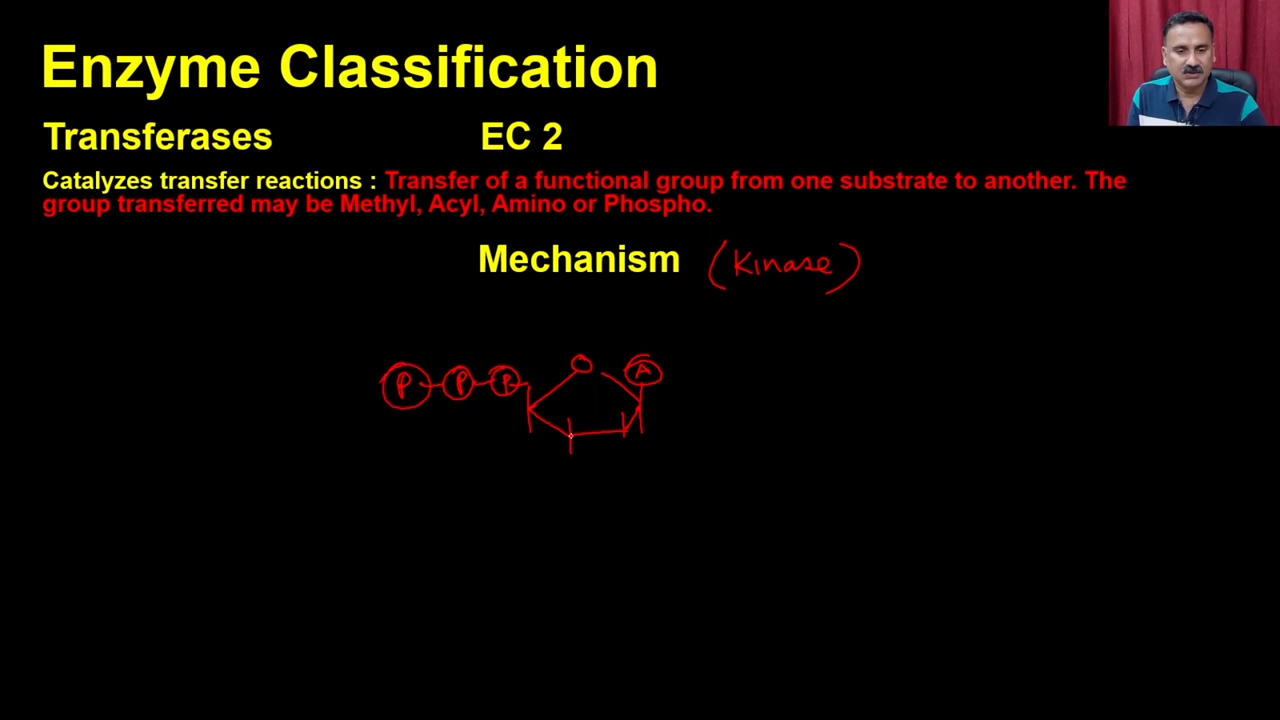 Enzyme Classification
Transferases EC 2
Catalyzes transfer reactions : Transfer of a functional group from one substrate to another. The
group transferred may be Methyl, Acyl, Amino or Phospho.
Mechanism (Kinase)
P P P O A